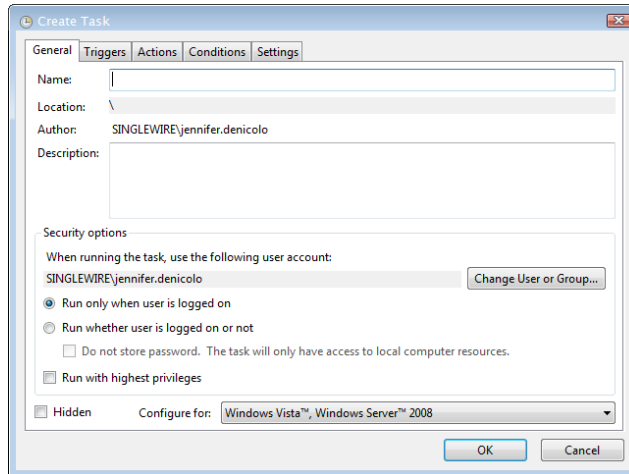 Create Task
General Triggers Actions Conditions Settings
Name:
Location: \
Author: SINGLEWIRE\jennifer.denicolo
Description:
Security options
When running the task, use the following user account:
SINGLEWIRE\jennifer.denicolo Change User or Group...
Run only when user is logged on
Run whether user is logged on or not
Do not store password. The task will only have access to local computer resources.
Run with highest privileges
Hidden Configure for: Windows Vista™, Windows Server™ 2008
OK Cancel